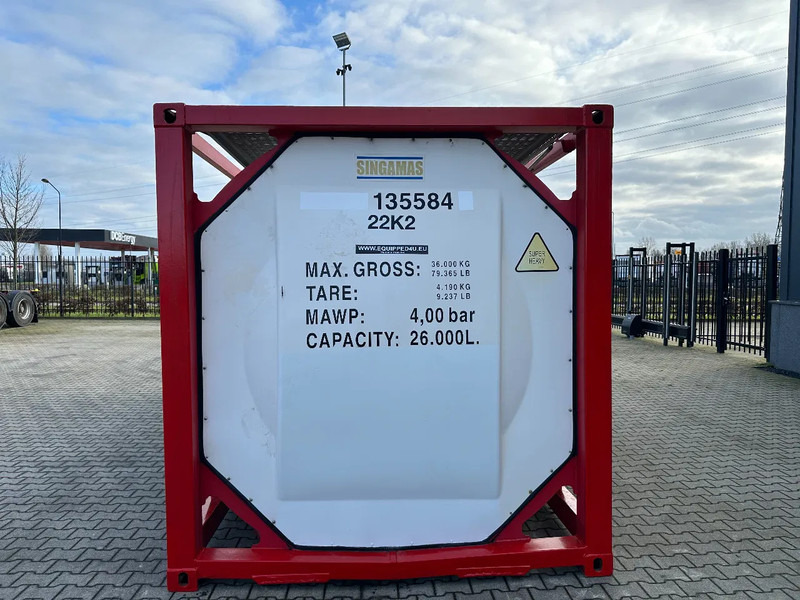 SINGAMAS
135584
22K2
WWW.EQUIPPED4U.EU
MAX. GROSS: 36.000 KG
79.365 LB
TARE: 4.190 KG
9.237 LB
MAWP: 4,00 bar
CAPACITY: 26.000L.
SUPER
HEAVY